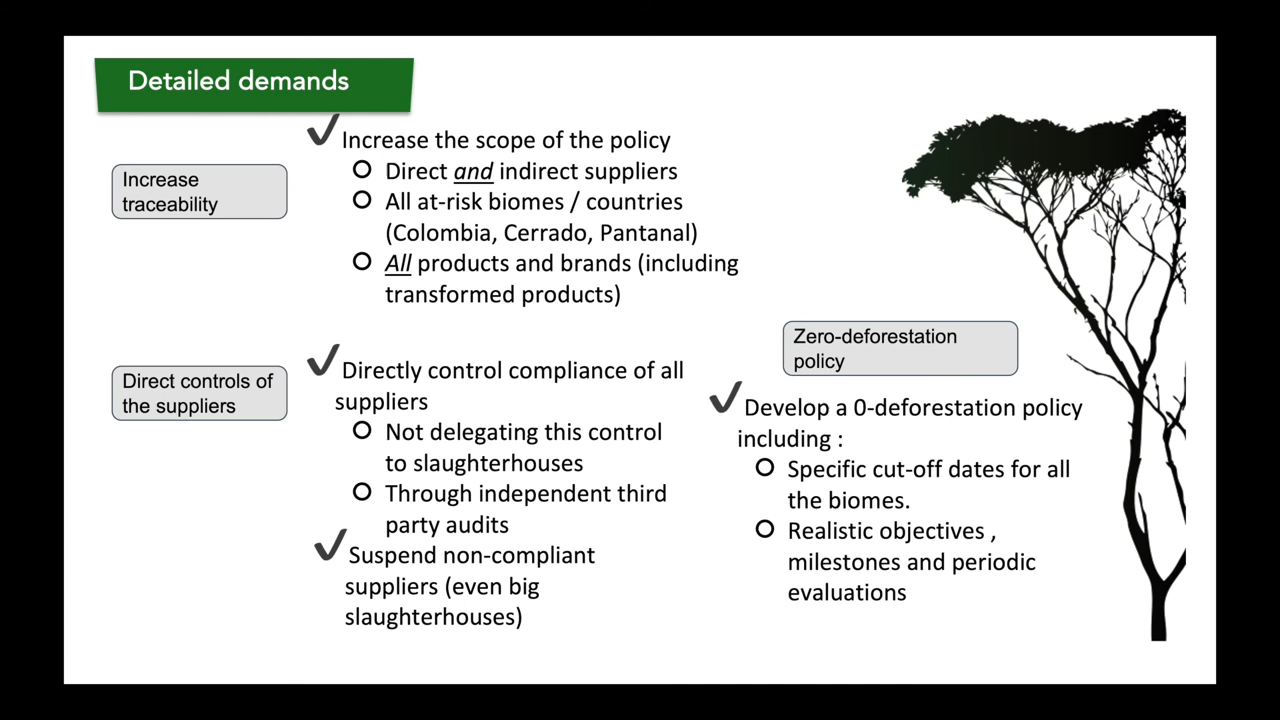 Detailed demands
Increase
traceability
Increase the scope of the policy
Direct and indirect suppliers
All at-risk biomes / countries
(Colombia, Cerrado, Pantanal)
All products and brands (including
transformed products)
Direct controls of
the suppliers
Directly control compliance of all
suppliers
Not delegating this control
to slaughterhouses
Through independent third
party audits
Suspend non-compliant
suppliers (even big
slaughterhouses)
Zero-deforestation
policy
Develop a 0-deforestation policy
including :
Specific cut-off dates for all
the biomes.
Realistic objectives ,
milestones and periodic
evaluations